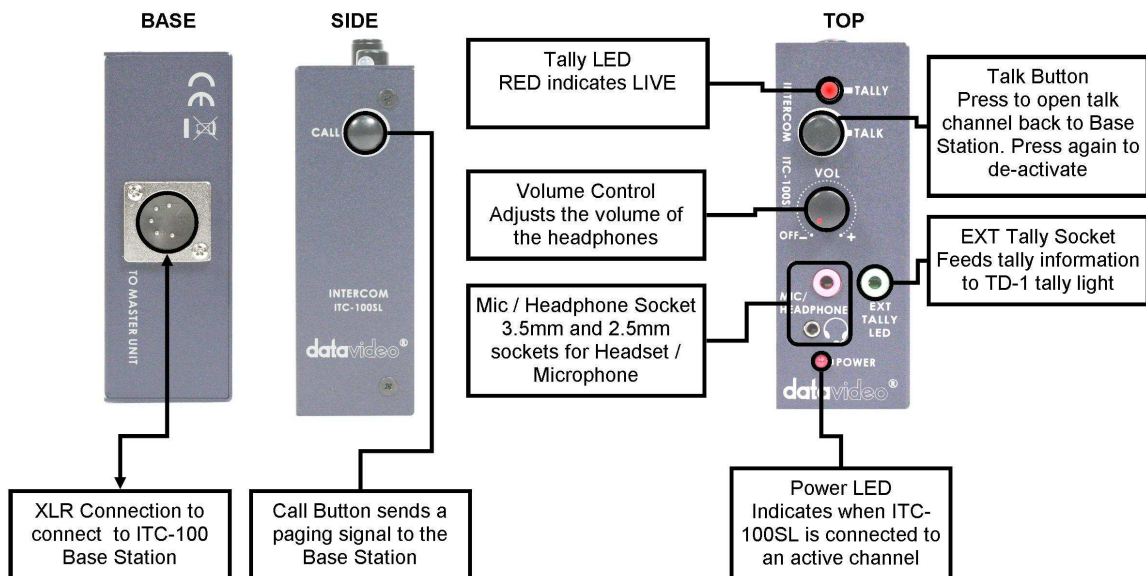 BASE
SIDE
TOP
Tally LED
RED indicates LIVE
Talk Button
Press to open talk
channel back to Base
Station. Press again to
de-activate
Volume Control
Adjusts the volume of
the headphones
EXT Tally Socket
Feeds tally information
to TD-1 tally light
Mic / Headphone Socket
3.5mm and 2.5mm
sockets for Headset /
Microphone
XLR Connection to
connect to ITC-100
Base Station
Call Button sends a
paging signal to the
Base Station
Power LED
Indicates when ITC-
100SL is connected to
an active channel
CE
TO MASTER UNIT
CALL
INTERCOM
ITC-100SL
datavideo®
INTERCOM ITC-100SL
TALLY
TALK
VOL
OFF - +
MIC/
HEADPHONE
EXT
TALLY
LED
POWER
datavideo®